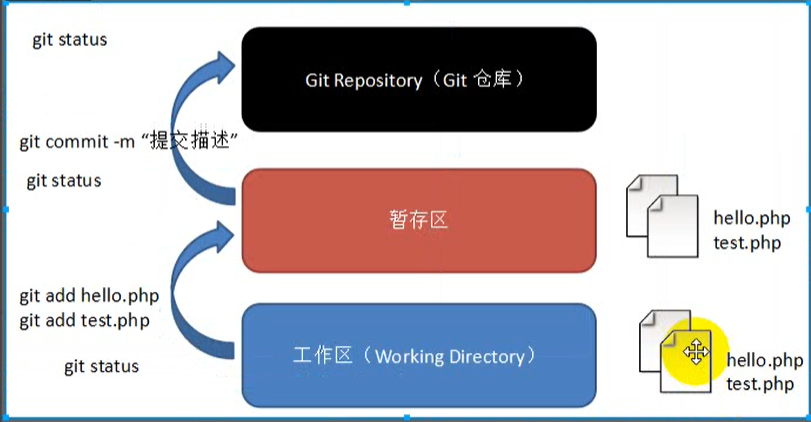 git status
Git Repository（Git 仓库）
git commit -m “提交描述”
git status
暂存区
hello.php
test.php
git add hello.php
git add test.php
git status
工作区（Working Directory）
hello.php
test.php